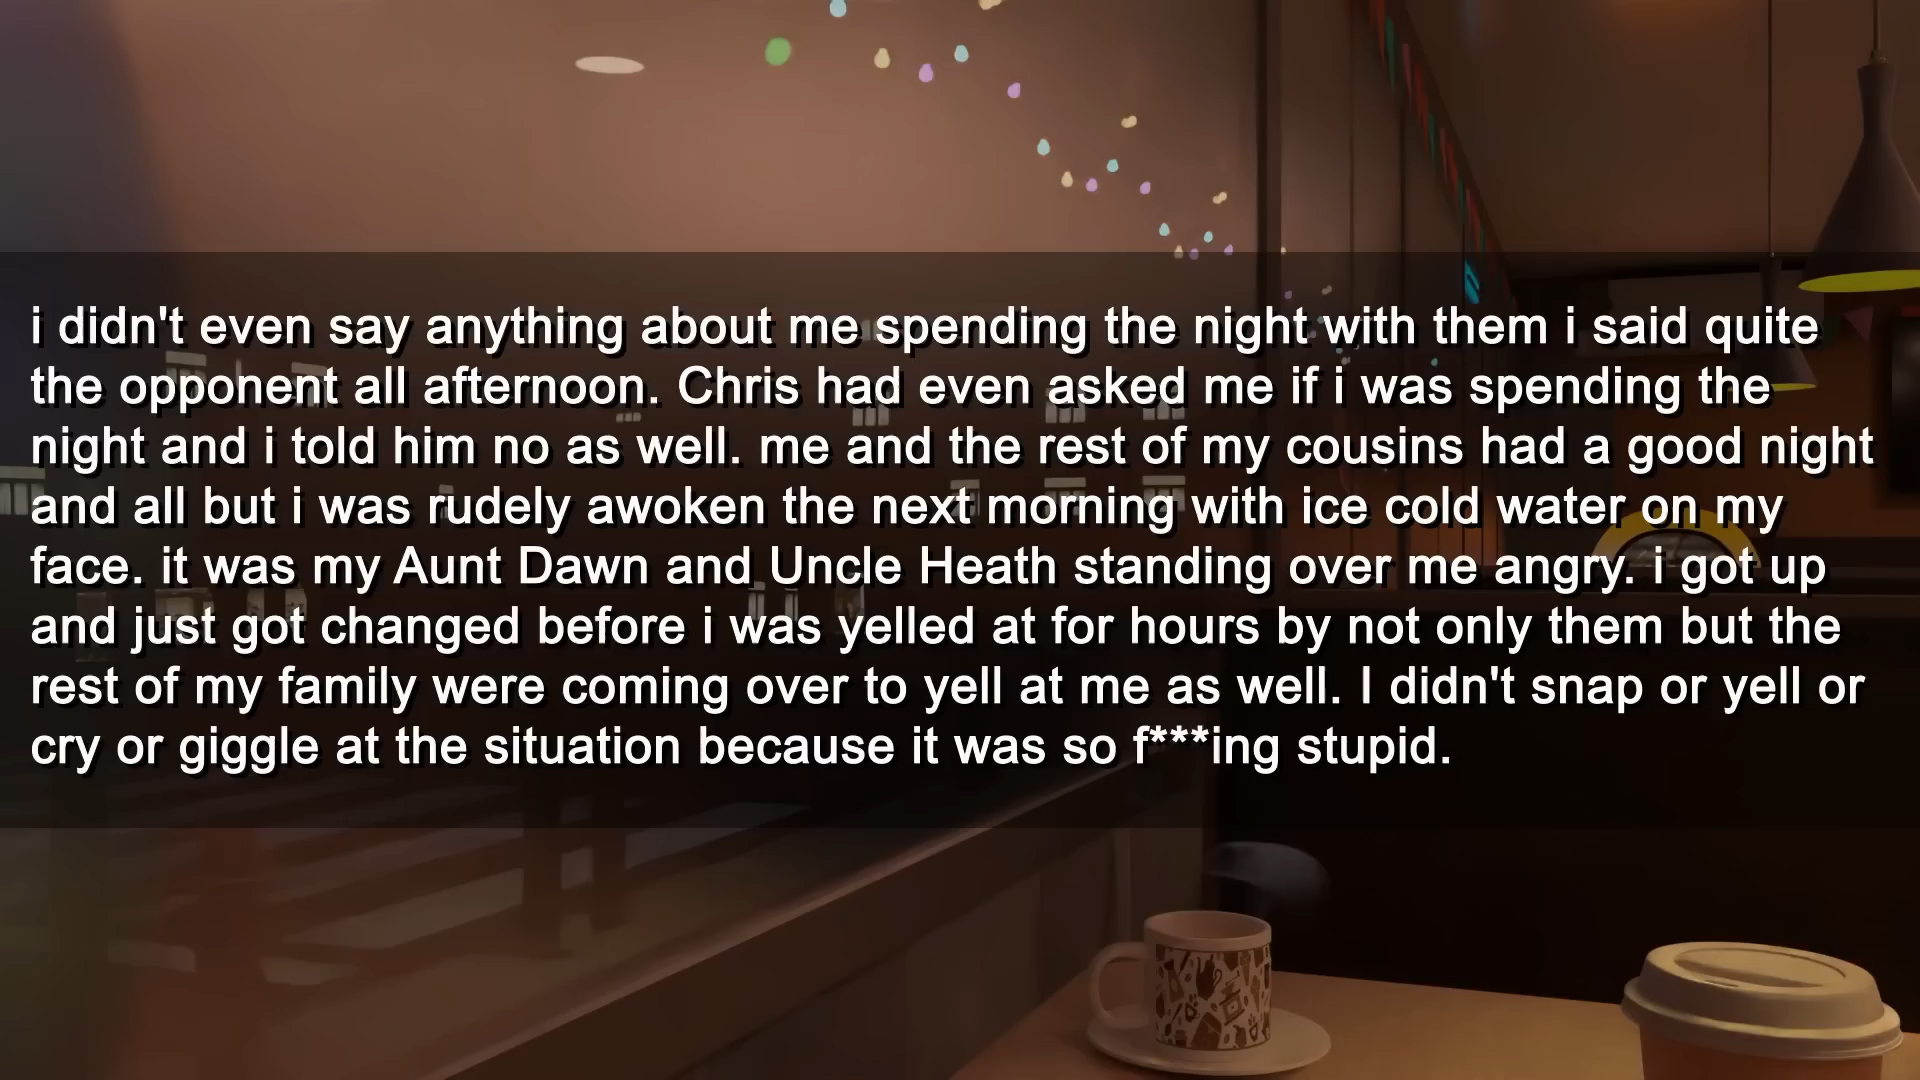 i didn't even say anything about me spending the night with them i said quite
the opponent all afternoon. Chris had even asked me if i was spending the
night and i told him no as well. me and the rest of my cousins had a good night
and all but i was rudely awoken the next morning with ice cold water on my
face. it was my Aunt Dawn and Uncle Heath standing over me angry. i got up
and just got changed before i was yelled at for hours by not only them but the
rest of my family were coming over to yell at me as well. I didn't snap or yell or
cry or giggle at the situation because it was so f***ing stupid.